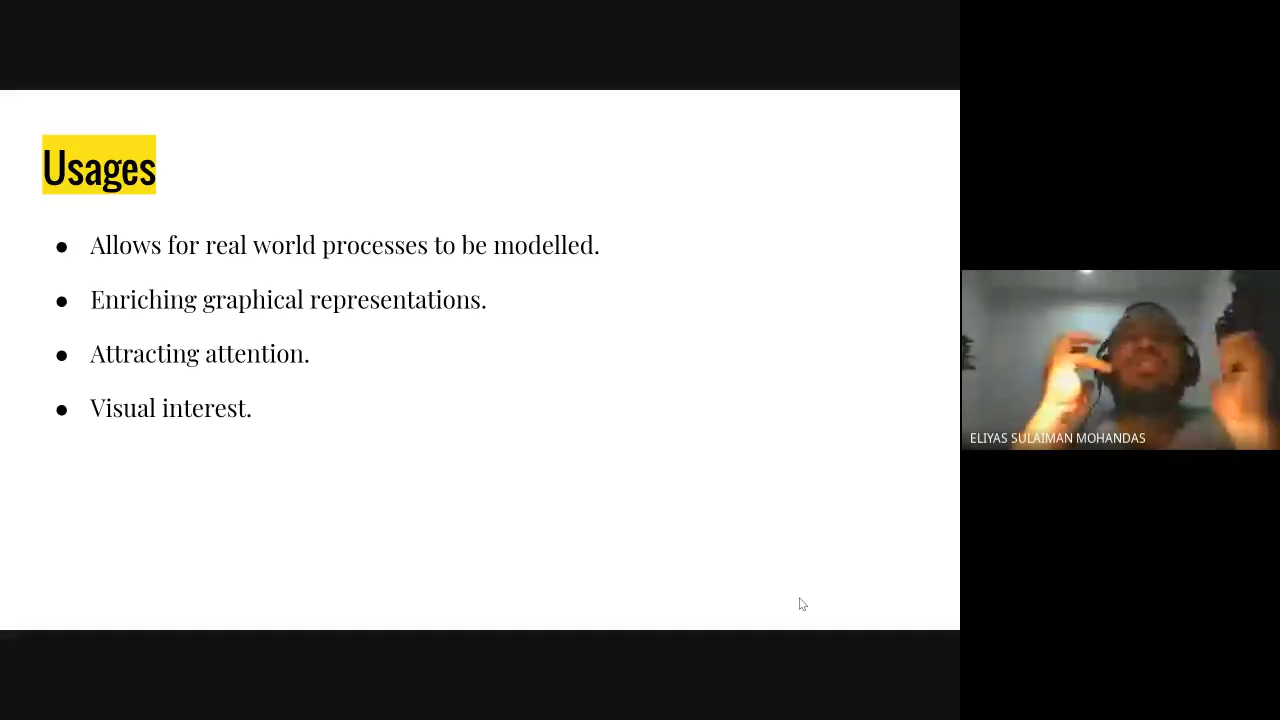 Usages
● Allows for real world processes to be modelled.
● Enriching graphical representations.
● Attracting attention.
● Visual interest.
ELIYAS SULAIMAN MOHANDAS